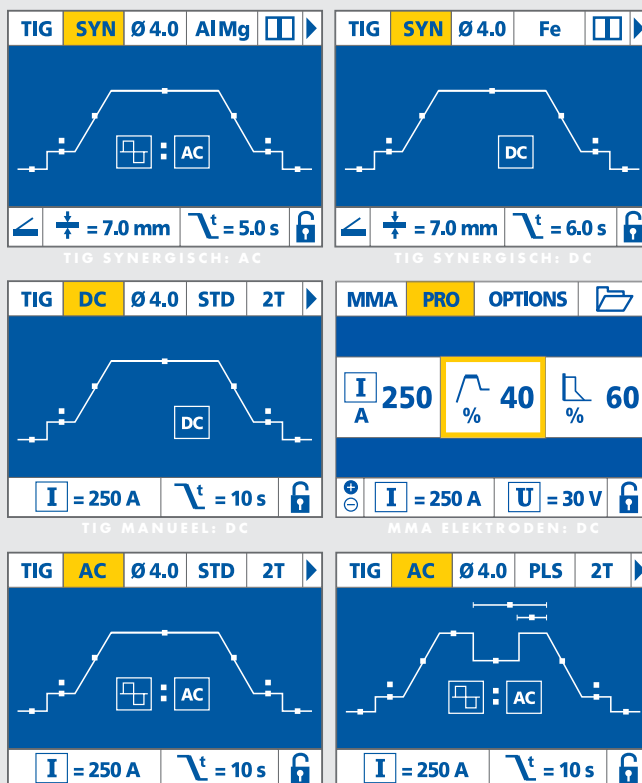 TIG SYN Ø 4.0 AlMg
AC
= 7.0 mm t = 5.0 s
TIG SYNERGISCH: AC
TIG SYN Ø 4.0 Fe
DC
= 7.0 mm t = 6.0 s
TIG SYNERGISCH: DC
TIG DC Ø 4.0 STD 2T
DC
I = 250 A t = 10 s
TIG MANUEEL: DC
MMA PRO OPTIONS
I A 250 % 40 % 60
I = 250 A U = 30 V
MMA ELEKTRODEN: DC
TIG AC Ø 4.0 STD 2T
: AC
I = 250 A t = 10 s
TIG AC Ø 4.0 PLS 2T
: AC
I = 250 A t = 10 s